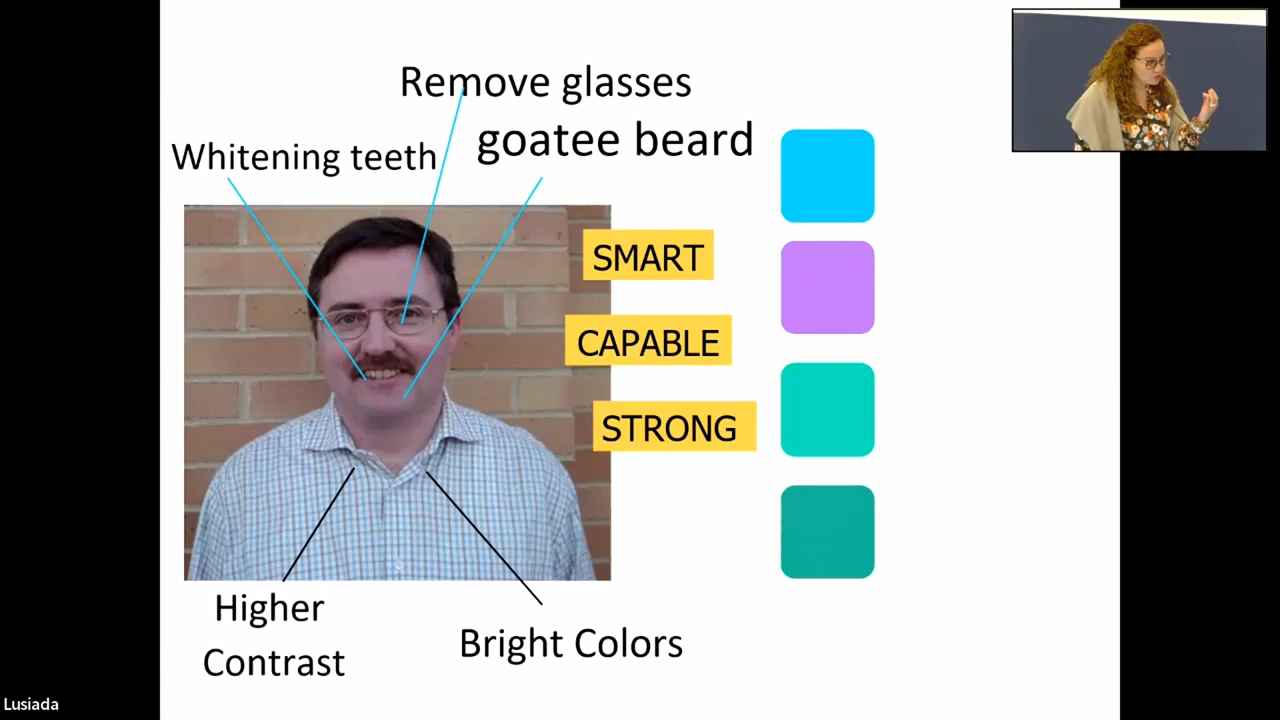 Remove glasses
goatee beard
Whitening teeth
SMART
CAPABLE
STRONG
Higher
Contrast
Bright Colors
Lusiada